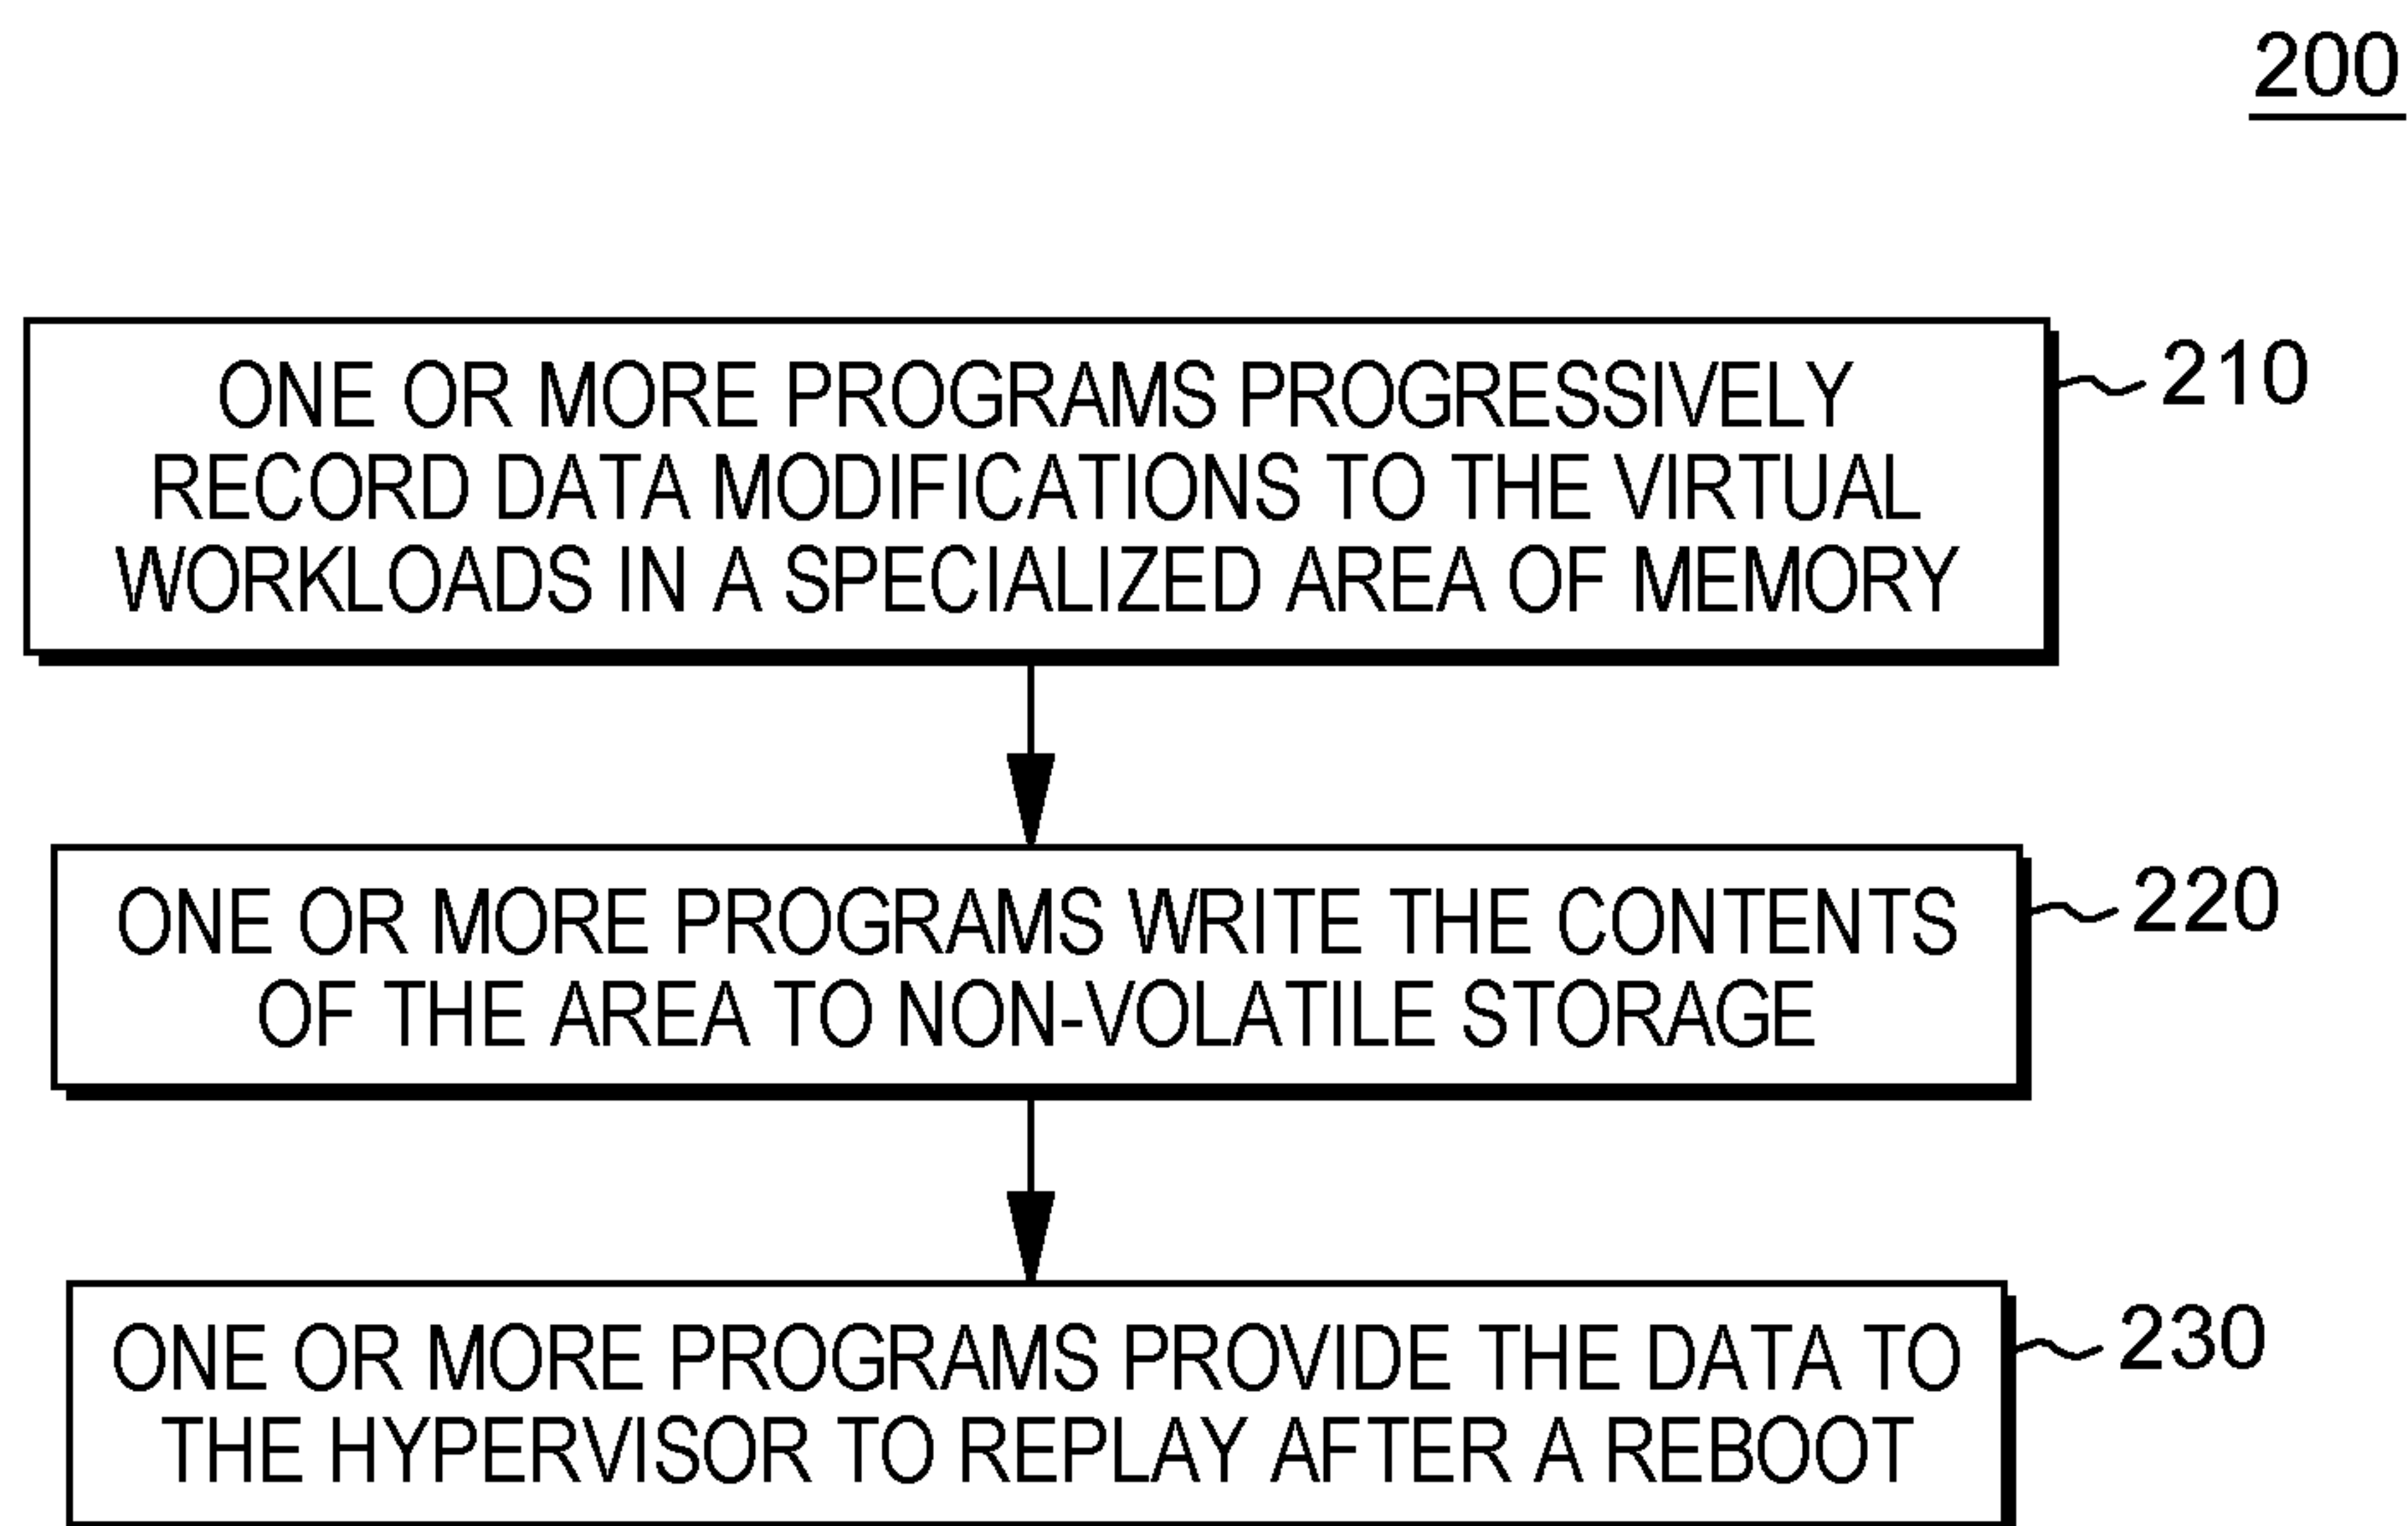 200
ONE OR MORE PROGRAMS PROGRESSIVELY
RECORD DATA MODIFICATIONS TO THE VIRTUAL
WORKLOADS IN A SPECIALIZED AREA OF MEMORY
210
ONE OR MORE PROGRAMS WRITE THE CONTENTS
OF THE AREA TO NON-VOLATILE STORAGE
220
ONE OR MORE PROGRAMS PROVIDE THE DATA TO
THE HYPERVISOR TO REPLAY AFTER A REBOOT
230